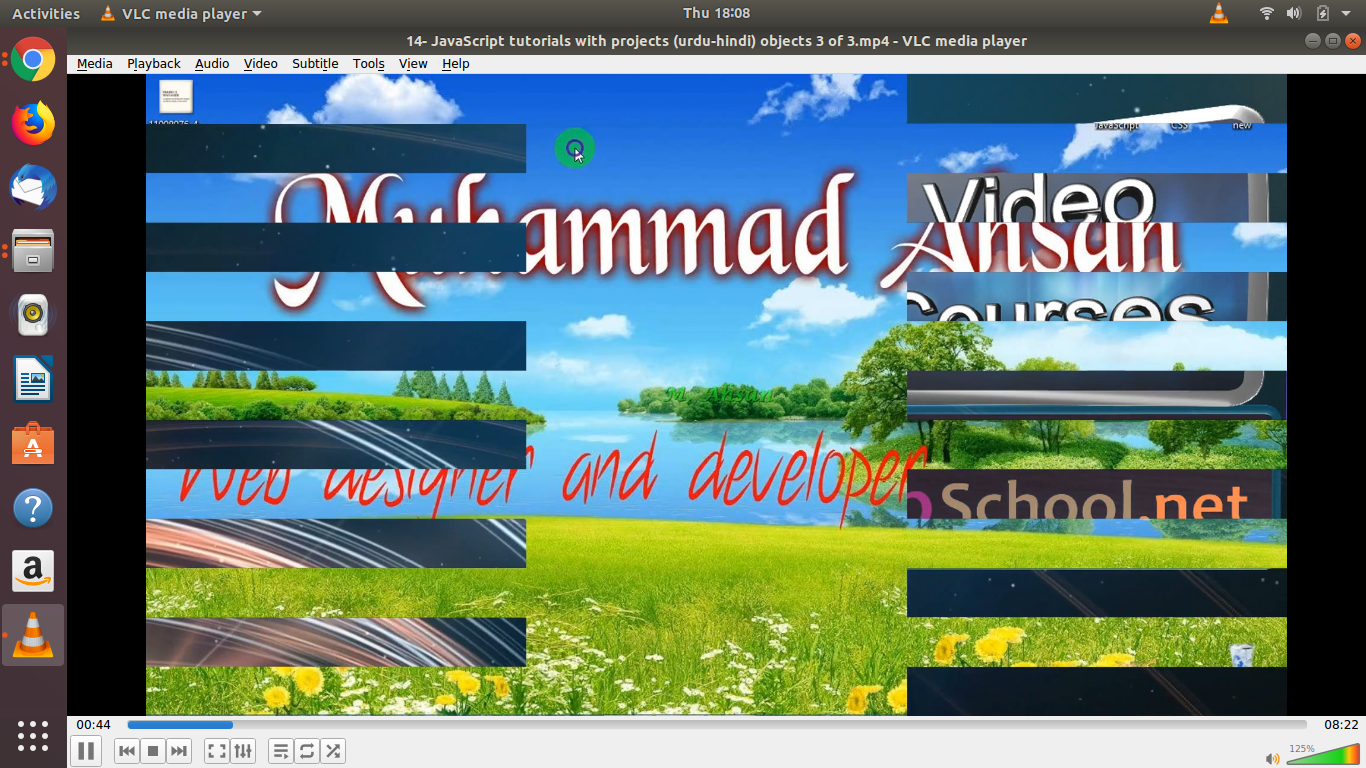 Activities VLC media player Thu 18:08
14- JavaScript tutorials with projects (urdu-hindi) objects 3 of 3.mp4 - VLC media player
Media Playback Audio Video Subtitle Tools View Help
JavaScript CSS new
Video
Muhammad Ahsan
Courses
M. Ahsan
Web designer and developer
School.net
00:44 08:22
125%